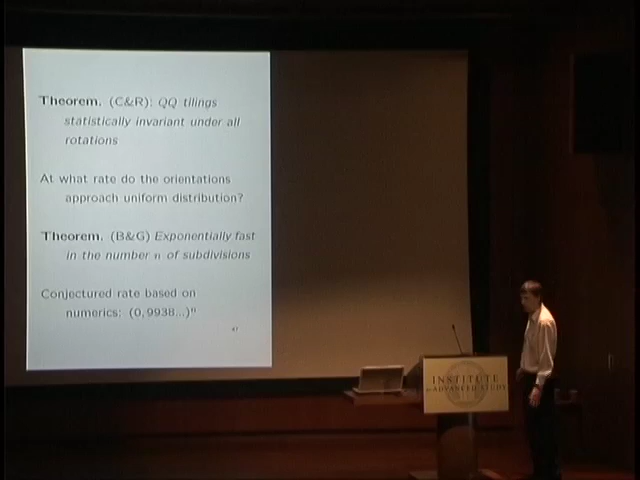 Theorem. (C&R): QQ tilings
statistically invariant under all
rotations
At what rate do the orientations
approach uniform distribution?
Theorem. (B&G) Exponentially fast
in the number n of subdivisions
Conjectured rate based on
numerics: (0,9938...)ⁿ
INSTITUTE
for ADVANCED STUDY